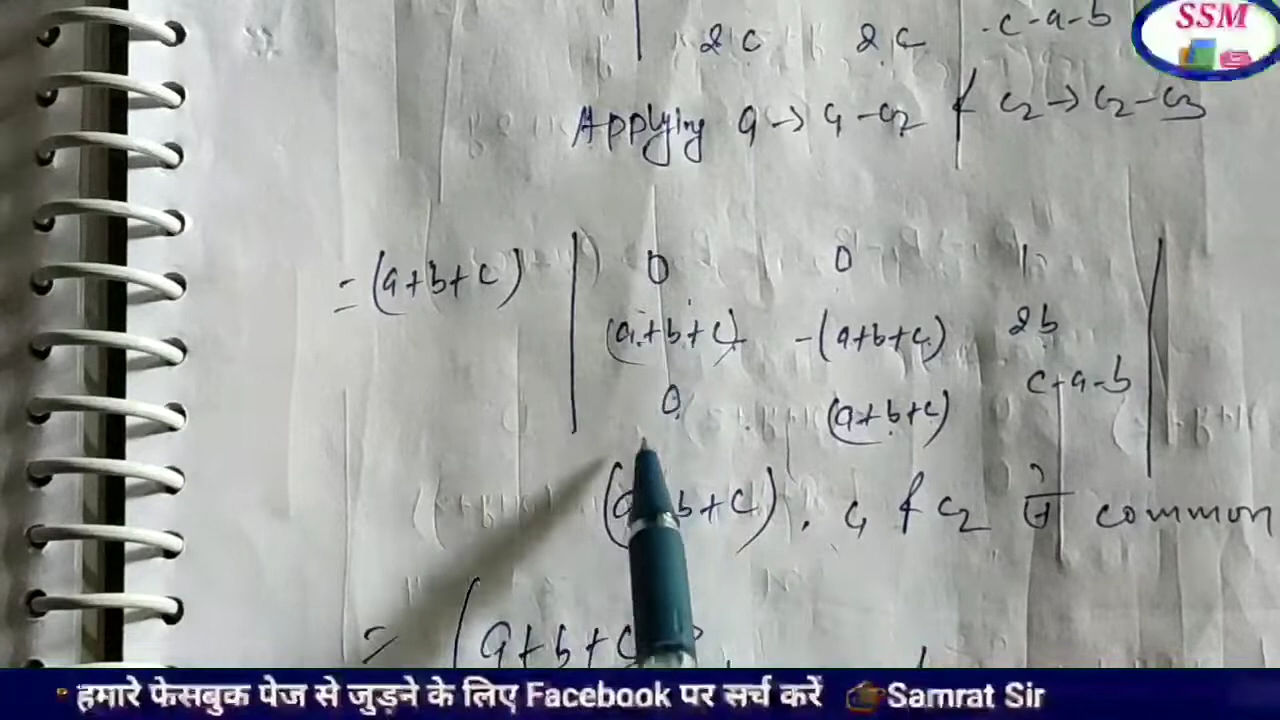 SSM
2c 2c -c-a-b
Applying C₁→C₁-C₂ & C₂→C₂-C₃
=(a+b+c) | 0 0 1 |
(a+b+c) -(a+b+c) 2b
0 (a+b+c) c-a-b
(a+b+c), C₁ & C₂ से common
= (a+b+c
हमारे फेसबुक पेज से जुड़ने के लिए Facebook पर सर्च करें Samrat Sir